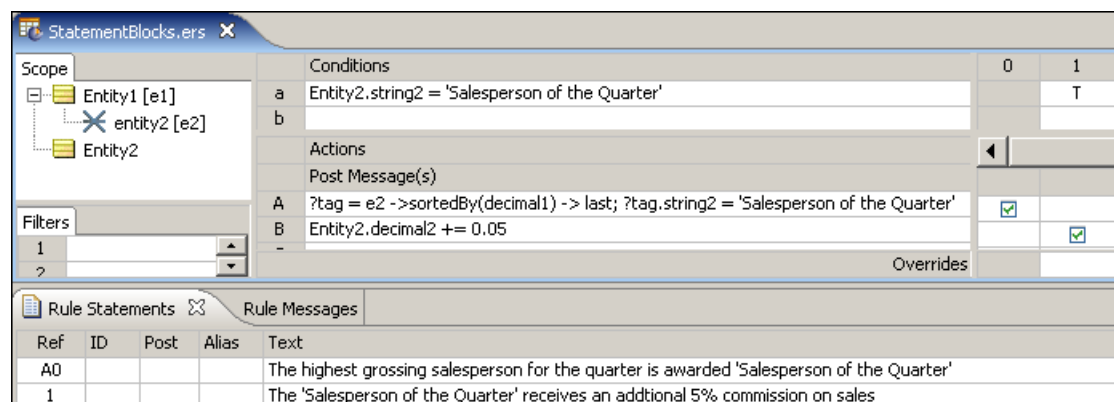 StatementBlocks.ers
Scope
Entity1 [e1]
entity2 [e2]
Entity2
Filters
1
2
Conditions 0 1
a Entity2.string2 = 'Salesperson of the Quarter' T
b
Actions
Post Message(s)
A ?tag = e2 ->sortedBy(decimal1) -> last; ?tag.string2 = 'Salesperson of the Quarter'
B Entity2.decimal2 += 0.05
Overrides
Rule Statements Rule Messages
Ref ID Post Alias Text
A0 The highest grossing salesperson for the quarter is awarded 'Salesperson of the Quarter'
1 The 'Salesperson of the Quarter' receives an addtional 5% commission on sales